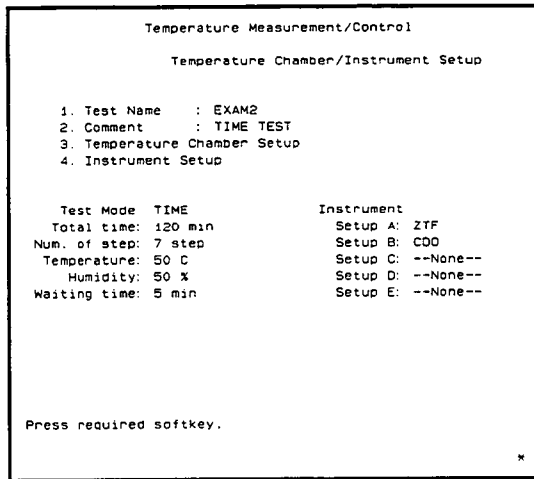 Temperature Measurement/Control
Temperature Chamber/Instrument Setup
1. Test Name : EXAM2
2. Comment : TIME TEST
3. Temperature Chamber Setup
4. Instrument Setup
Test Mode TIME
Total time: 120 min
Num. of step: 7 step
Temperature: 50 C
Humidity: 50 %
Waiting time: 5 min
Instrument
Setup A: ZTF
Setup B: CDO
Setup C: --None--
Setup D: --None--
Setup E: --None--
Press required softkey.
*